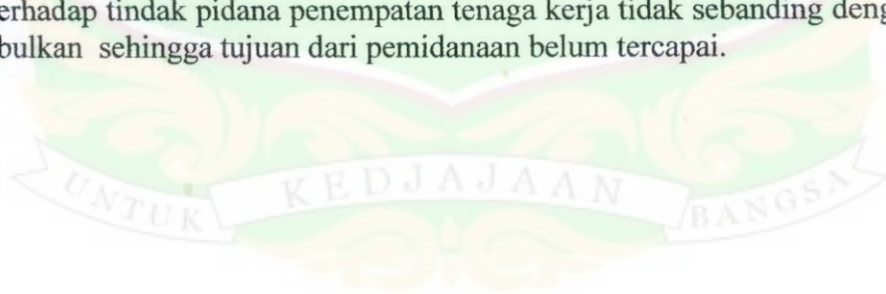 erhadap tindak pidana penempatan tenaga kerja tidak sebanding deng
bulkan sehingga tujuan dari pemidanaan belum tercapai.
UNTUK KEDJAJAAN BANGSA